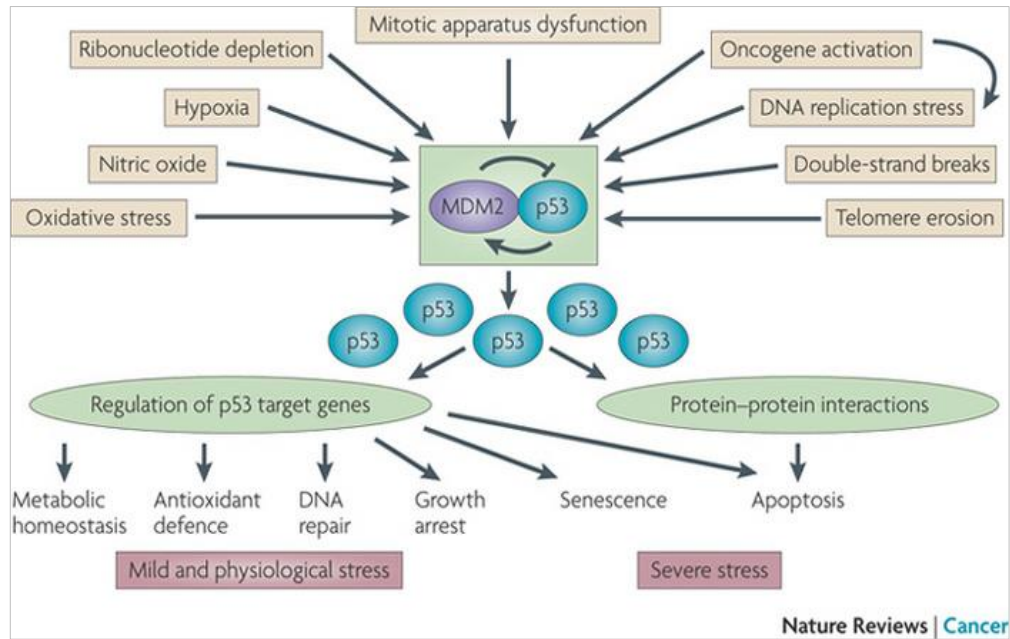 Mitotic apparatus dysfunction
Ribonucleotide depletion
Oncogene activation
Hypoxia
DNA replication stress
Nitric oxide
Double-strand breaks
Oxidative stress
MDM2
p53
Telomere erosion
p53
p53
p53
p53
p53
Regulation of p53 target genes
Protein–protein interactions
Metabolic
homeostasis
Antioxidant
defence
DNA
repair
Growth
arrest
Senescence
Apoptosis
Mild and physiological stress
Severe stress
Nature Reviews | Cancer